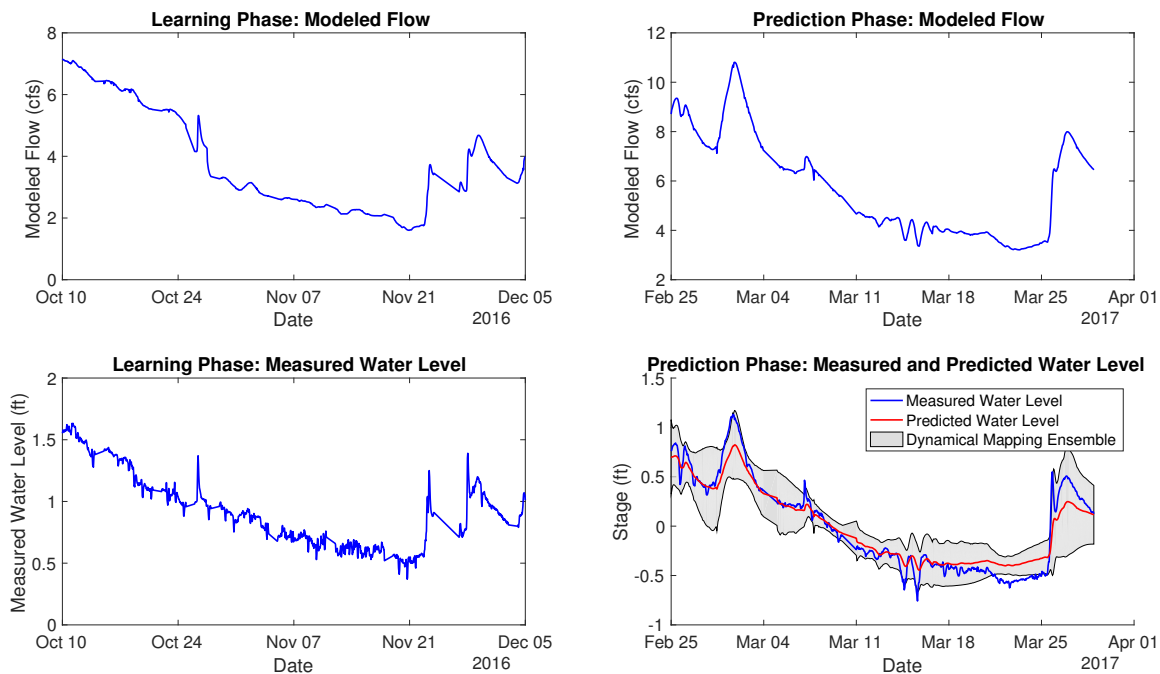 Learning Phase: Modeled Flow
Modeled Flow (cfs)
8
6
4
2
0
Oct 10 Oct 24 Nov 07 Nov 21 Dec 05
Date
2016
Prediction Phase: Modeled Flow
Modeled Flow (cfs)
12
10
8
6
4
2
Feb 25 Mar 04 Mar 11 Mar 18 Mar 25 Apr 01
Date
2017
Learning Phase: Measured Water Level
Measured Water Level (ft)
2
1.5
1
0.5
0
Oct 10 Oct 24 Nov 07 Nov 21 Dec 05
Date
2016
Prediction Phase: Measured and Predicted Water Level
Stage (ft)
1.5
1
0.5
0
-0.5
-1
Measured Water Level
Predicted Water Level
Dynamical Mapping Ensemble
Feb 25 Mar 04 Mar 11 Mar 18 Mar 25 Apr 01
Date
2017